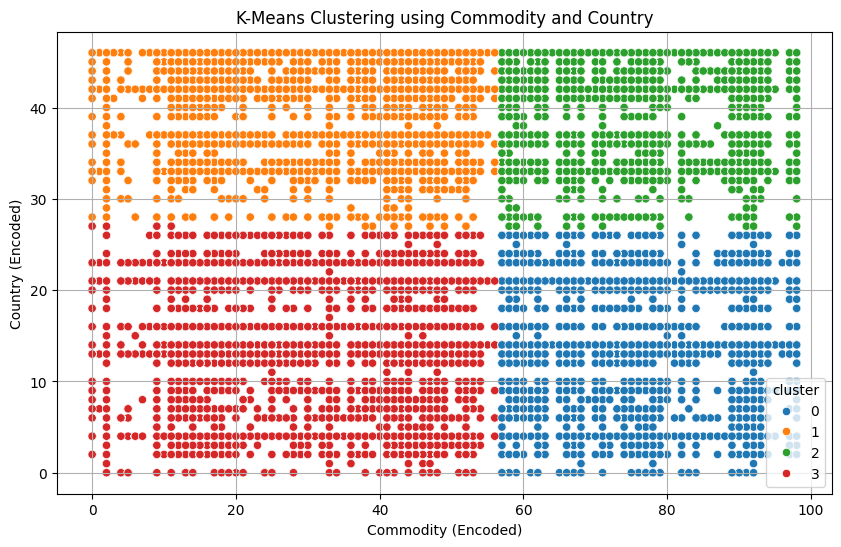 K-Means Clustering using Commodity and Country
Country (Encoded)
40
30
20
10
0
cluster
0
1
2
3
0 20 40 60 80 100
Commodity (Encoded)